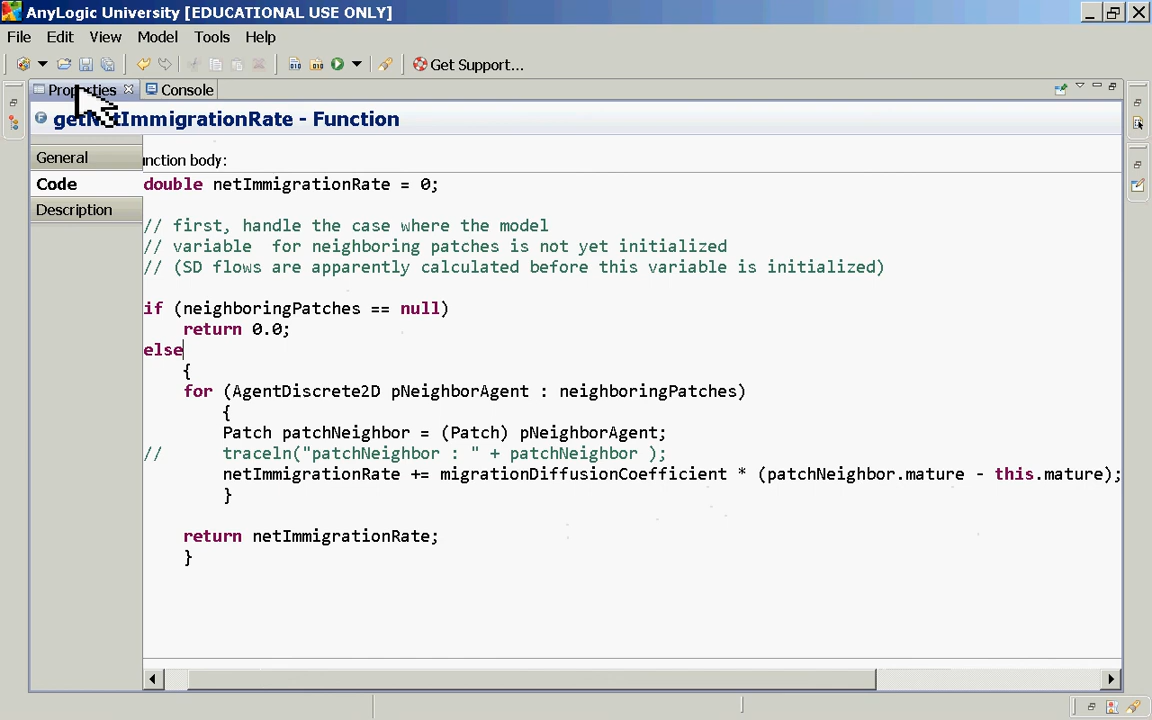 AnyLogic University [EDUCATIONAL USE ONLY]
File Edit View Model Tools Help
Get Support...
Properties Console
getNetImmigrationRate - Function
General
Code
Description
unction body:
double netImmigrationRate = 0;
// first, handle the case where the model
// variable  for neighboring patches is not yet initialized
// (SD flows are apparently calculated before this variable is initialized)
if (neighboringPatches == null)
return 0.0;
else
{
for (AgentDiscrete2D pNeighborAgent : neighboringPatches)
{
Patch patchNeighbor = (Patch) pNeighborAgent;
// traceln("patchNeighbor : " + patchNeighbor );
netImmigrationRate += migrationDiffusionCoefficient * (patchNeighbor.mature - this.mature);
}
return netImmigrationRate;
}